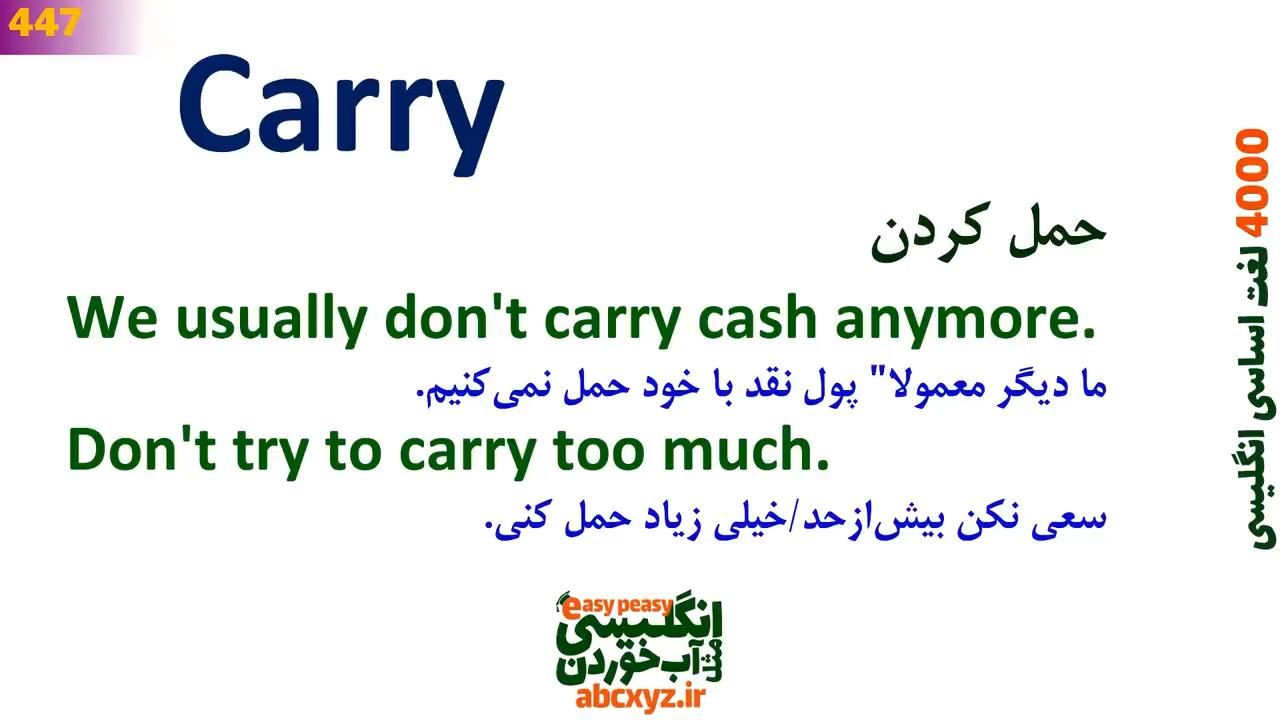 447
Carry
حمل کردن
We usually don't carry cash anymore.
ما دیگر معمولا" پول نقد با خود حمل نمی‌کنیم.
Don't try to carry too much.
سعی نکن بیش‌ازحد/خیلی زیاد حمل کنی.
4000 لغت اساسی انگلیسی
easy peasy
انگلیسی
مثل آب خوردن
abcxyz.ir